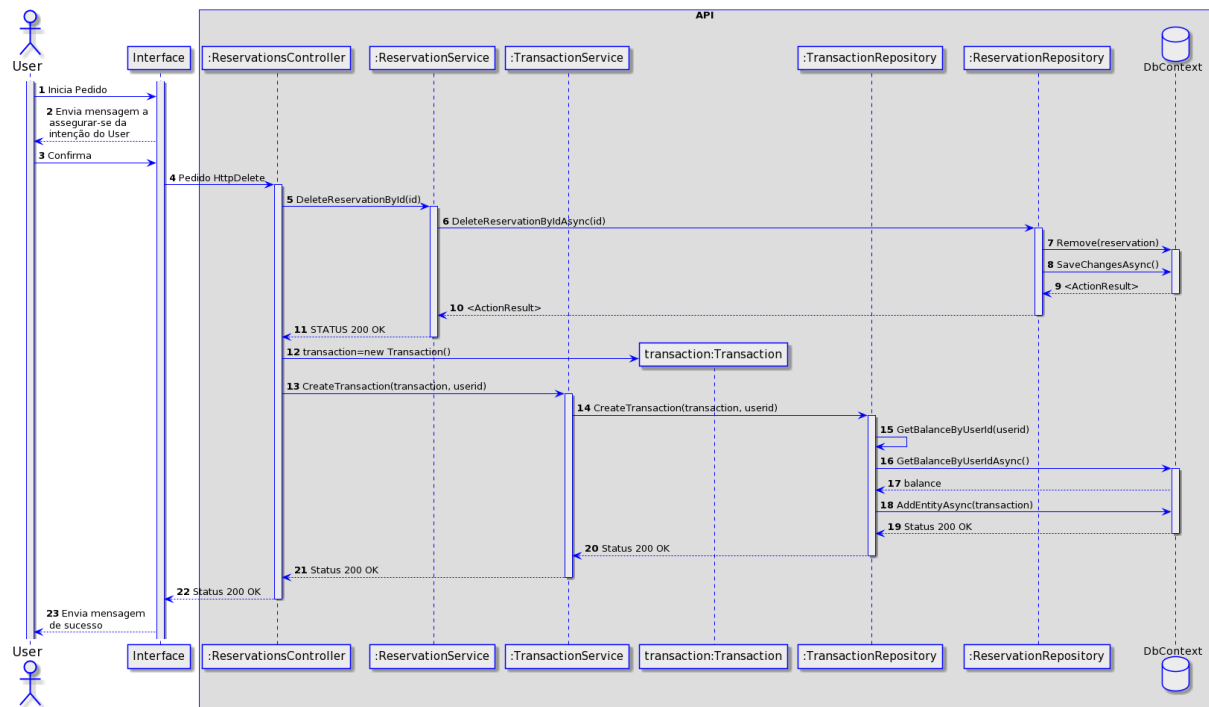 API
User
Interface
:ReservationsController
:ReservationService
:TransactionService
:TransactionRepository
:ReservationRepository
DbContext
1 Inicia Pedido
2 Envia mensagem a
assegurar-se da
intenção do User
3 Confirma
4 Pedido HttpDelete
5 DeleteReservationById(id)
6 DeleteReservationByIdAsync(id)
7 Remove(reservation)
8 SaveChangesAsync()
9 <ActionResult>
10 <ActionResult>
11 STATUS 200 OK
12 transaction=new Transaction()
transaction:Transaction
13 CreateTransaction(transaction, userid)
14 CreateTransaction(transaction, userid)
15 GetBalanceByUserId(userid)
16 GetBalanceByUserIdAsync()
17 balance
18 AddEntityAsync(transaction)
19 Status 200 OK
20 Status 200 OK
21 Status 200 OK
22 Status 200 OK
23 Envia mensagem
de sucesso
User
Interface
:ReservationsController
:ReservationService
:TransactionService
transaction:Transaction
:TransactionRepository
:ReservationRepository
DbContext